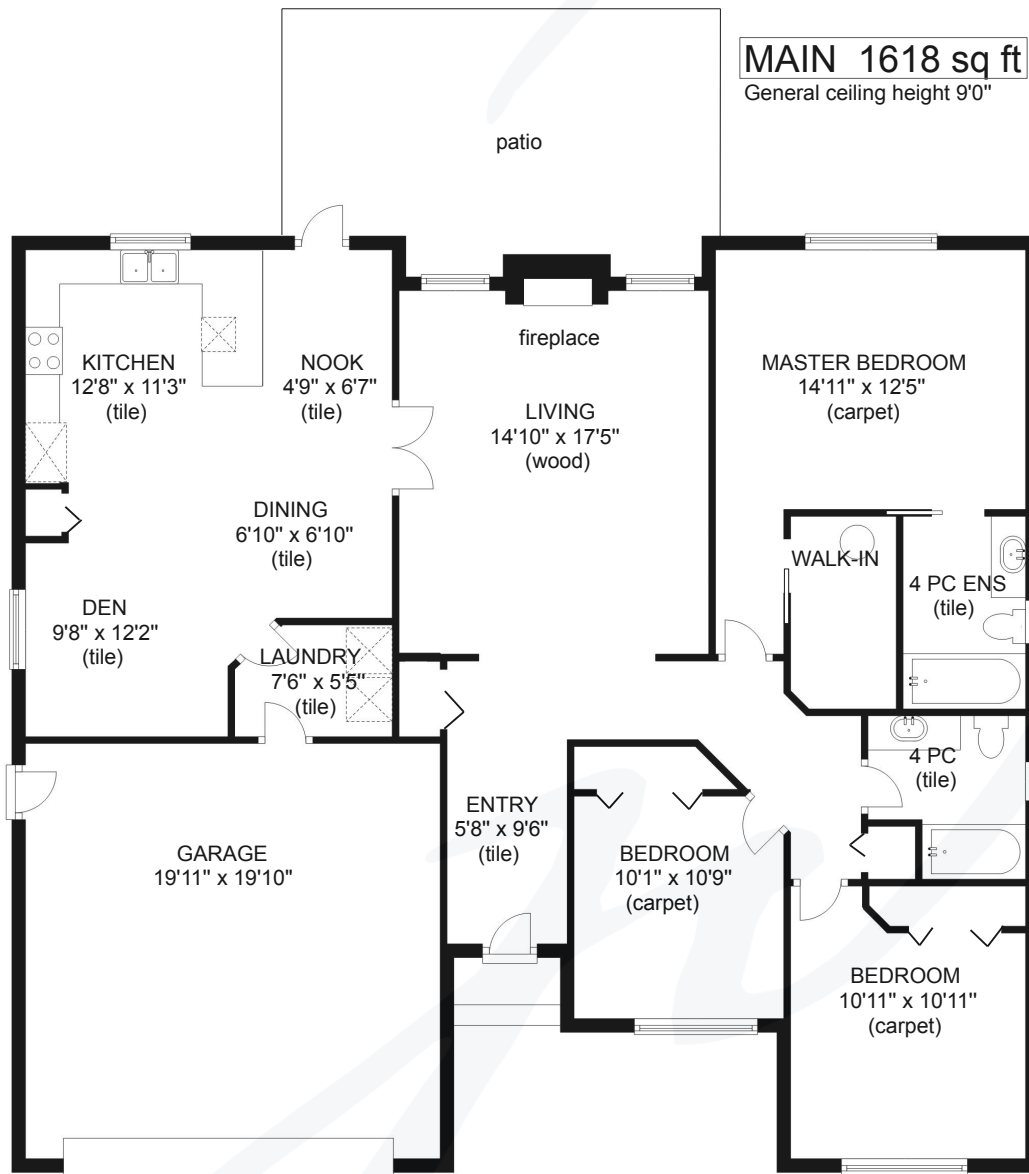 MAIN 1618 sq ft
General ceiling height 9'0"
patio
fireplace
KITCHEN
12'8" x 11'3"
(tile)
NOOK
4'9" x 6'7"
(tile)
LIVING
14'10" x 17'5"
(wood)
MASTER BEDROOM
14'11" x 12'5"
(carpet)
DINING
6'10" x 6'10"
(tile)
WALK-IN
4 PC ENS
(tile)
DEN
9'8" x 12'2"
(tile)
LAUNDRY
7'6" x 5'5"
(tile)
4 PC
(tile)
ENTRY
5'8" x 9'6"
(tile)
GARAGE
19'11" x 19'10"
BEDROOM
10'1" x 10'9"
(carpet)
BEDROOM
10'11" x 10'11"
(carpet)